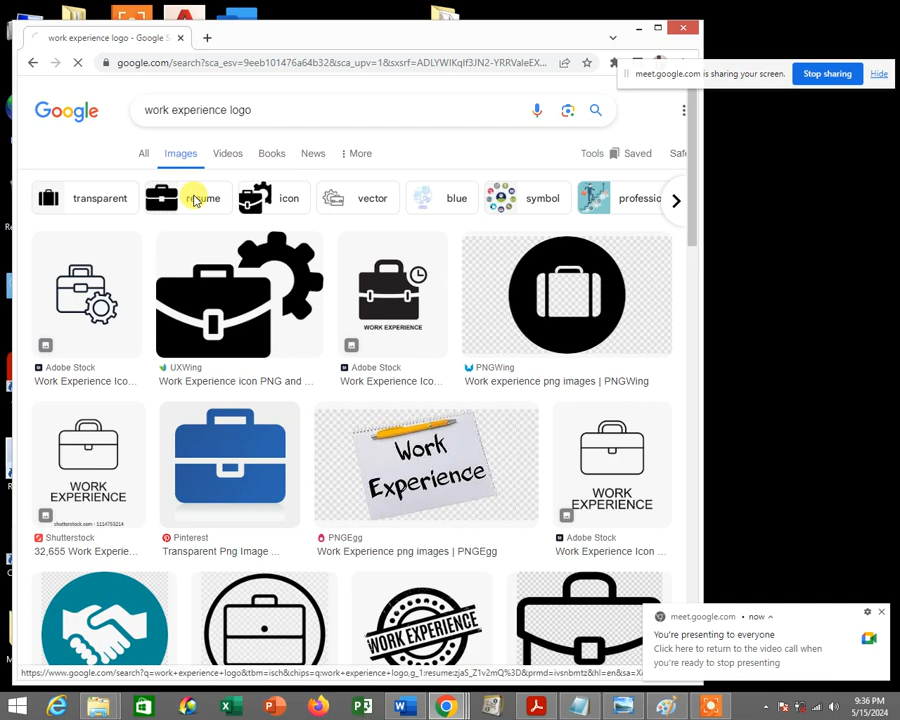 work experience logo - Google S
google.com/search?sca_esv=9eeb101476a64b32&sca_upv=1&sxsrf=ADLYWIKqIf3JN2-YRRValeEX...
meet.google.com is sharing your screen.
Stop sharing
Hide
Google
work experience logo
All Images Videos Books News More
Tools Saved Safe
transparent resume icon vector blue symbol professio
WORK EXPERIENCE
Adobe Stock UXWing Adobe Stock PNGWing
Work Experience Ico... Work Experience icon PNG and ... Work Experience Ico... Work experience png images | PNGWing
WORK
EXPERIENCE
shutterstock.com · 1114753214
Work
Experience
WORK
EXPERIENCE
Shutterstock Pinterest PNGEgg Adobe Stock
32,655 Work Experie... Transparent Png Image ... Work Experience png images | PNGEgg Work Experience Icon ...
WORK EXPERIENCE
meet.google.com • now
You're presenting to everyone
Click here to return to the video call when
you're ready to stop presenting
9:36 PM
5/15/2024